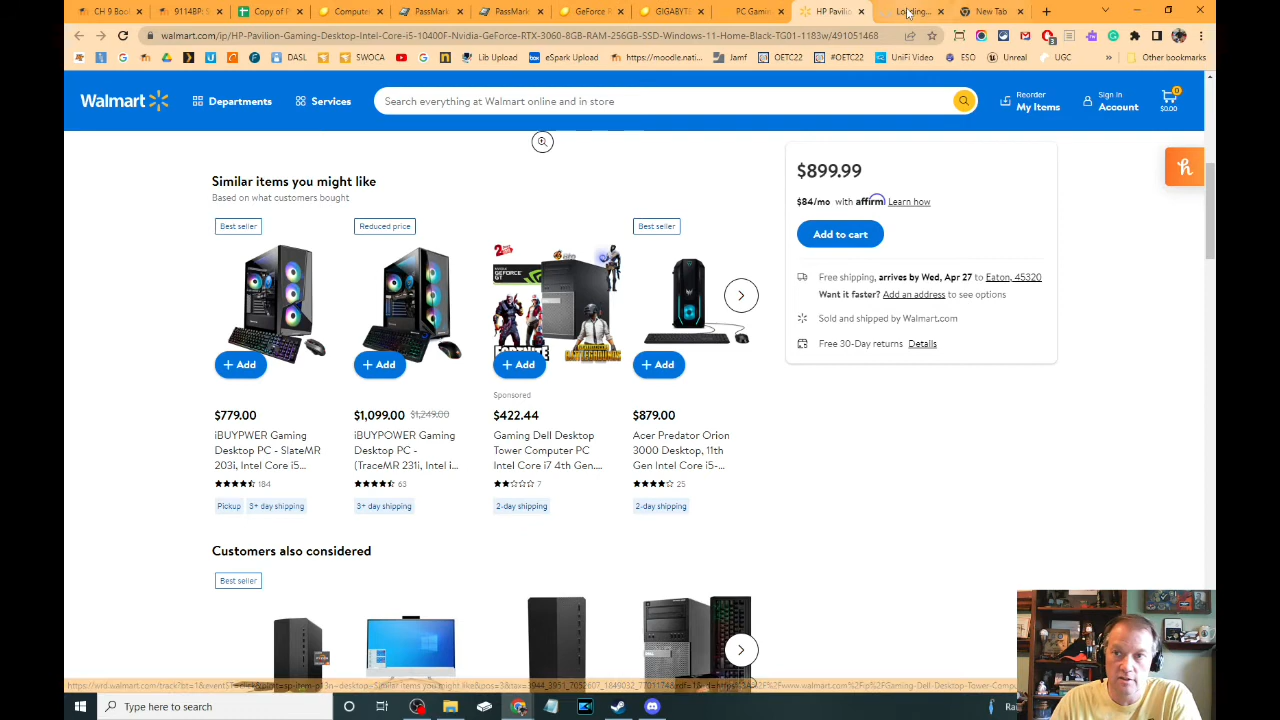 CH 9 Bool
9114BP: S
Copy of P
Computer
PassMark
PassMark
GeForce R
GIGABYTE
PC Gamin
HP Pavilio
Loading...
New Tab
walmart.com/ip/HP-Pavilion-Gaming-Desktop-Intel-Core-i5-10400F-Nvidia-GeForce-RTX-3060-8GB-RAM-256GB-SSD-Windows-11-Home-Black-TG01-1183w/491051468
DASL
SWOCA
Lib Upload
eSpark Upload
https://moodle.nati...
Jamf
OETC22
#OETC22
UniFi Video
ESO
Unreal
UGC
»
Other bookmarks
Walmart
Departments
Services
Search everything at Walmart online and in store
Reorder
My Items
Sign In
Account
0
$0.00
Similar items you might like
Based on what customers bought
Best seller
Reduced price
Best seller
+ Add
+ Add
+ Add
+ Add
Sponsored
$779.00
$1,099.00 $1,249.00
$422.44
$879.00
iBUYPWER Gaming
Desktop PC - SlateMR
203i, Intel Core i5...
iBUYPOWER Gaming
Desktop PC -
(TraceMR 231i, Intel i...
Gaming Dell Desktop
Tower Computer PC
Intel Core i7 4th Gen....
Acer Predator Orion
3000 Desktop, 11th
Gen Intel Core i5-...
184
63
7
25
Pickup
3+ day shipping
3+ day shipping
2-day shipping
2-day shipping
$899.99
$84/mo with affirm Learn how
Add to cart
Free shipping, arrives by Wed, Apr 27 to Eaton, 45320
Want it faster? Add an address to see options
Sold and shipped by Walmart.com
Free 30-Day returns Details
Customers also considered
Best seller
Type here to search